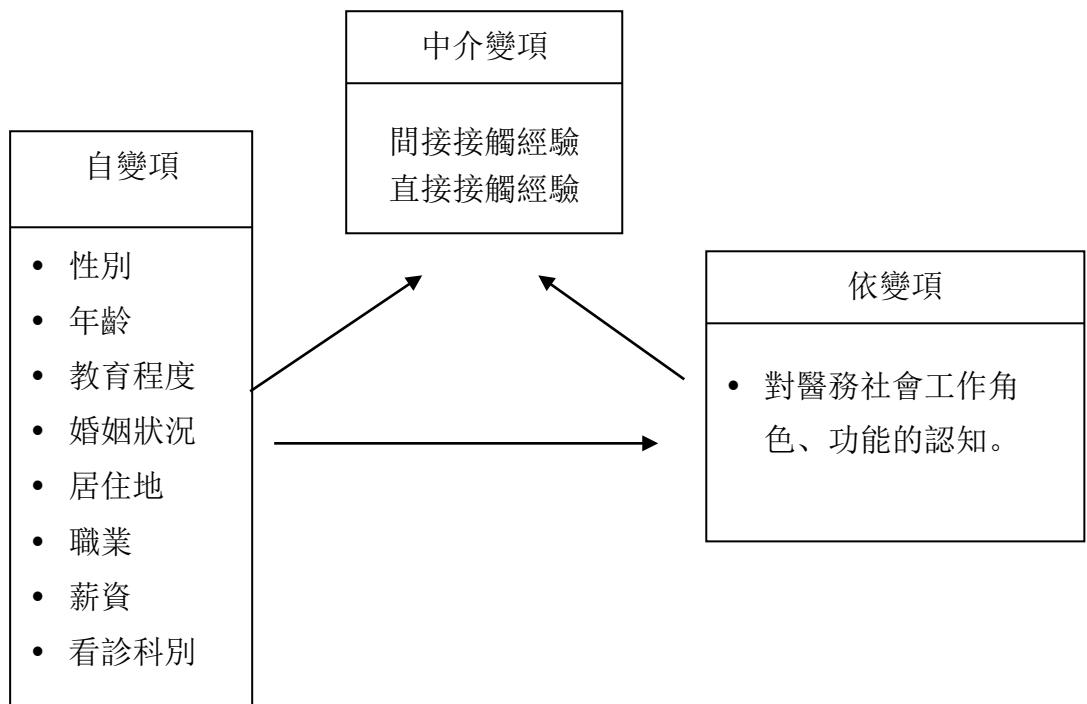 中介變項
間接接觸經驗
直接接觸經驗
自變項
• 性別
• 年齡
• 教育程度
• 婚姻狀況
• 居住地
• 職業
• 薪資
• 看診科別
依變項
• 對醫務社會工作角
色、功能的認知。